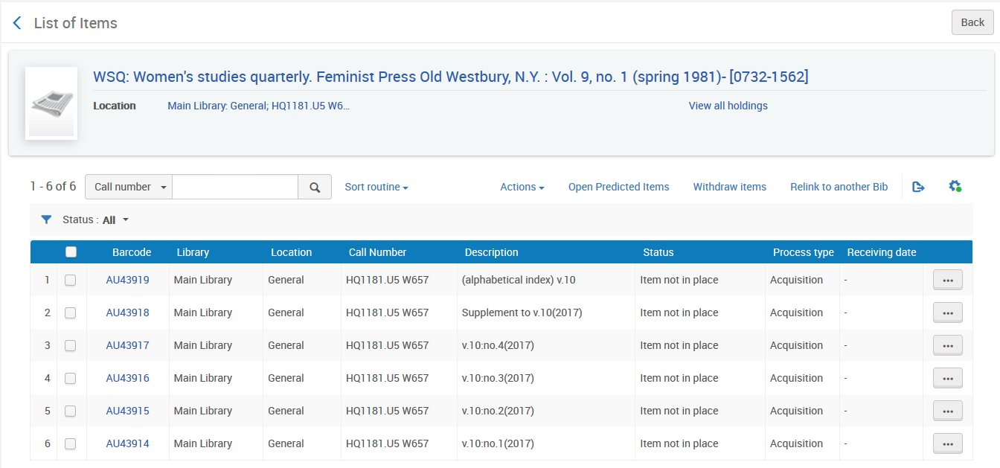 List of Items
Back
WSQ: Women's studies quarterly. Feminist Press Old Westbury, N.Y. : Vol. 9, no. 1 (spring 1981)- [0732-1562]
Location Main Library: General; HQ1181.U5 W6... View all holdings
1 - 6 of 6 Call number Sort routine Actions Open Predicted Items Withdraw items Relink to another Bib
Status : All
Barcode Library Location Call Number Description Status Process type Receiving date
1 AU43919 Main Library General HQ1181.U5 W657 (alphabetical index) v.10 Item not in place Acquisition - ...
2 AU43918 Main Library General HQ1181.U5 W657 Supplement to v.10(2017) Item not in place Acquisition - ...
3 AU43917 Main Library General HQ1181.U5 W657 v.10:no.4(2017) Item not in place Acquisition - ...
4 AU43916 Main Library General HQ1181.U5 W657 v.10:no.3(2017) Item not in place Acquisition - ...
5 AU43915 Main Library General HQ1181.U5 W657 v.10:no.2(2017) Item not in place Acquisition - ...
6 AU43914 Main Library General HQ1181.U5 W657 v.10:no.1(2017) Item not in place Acquisition - ...